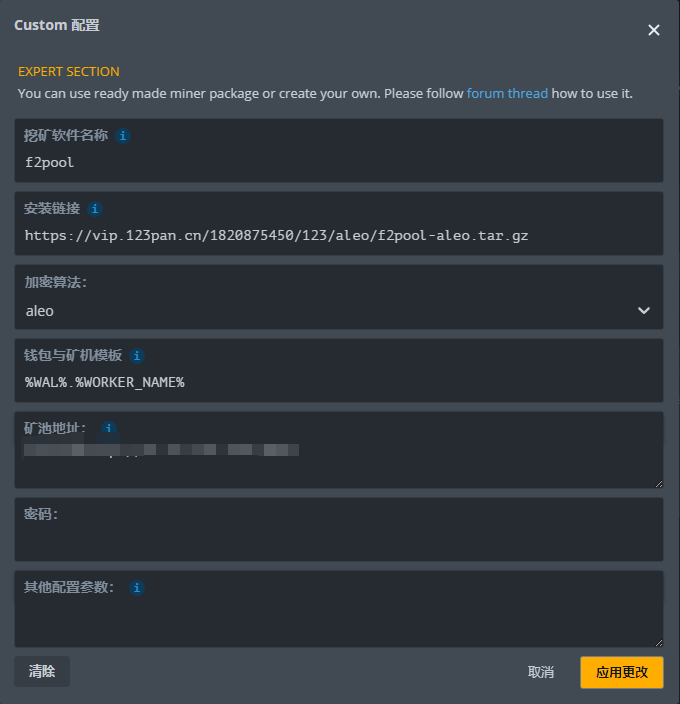 Custom 配置
EXPERT SECTION
You can use ready made miner package or create your own. Please follow forum thread how to use it.
挖矿软件名称
f2pool
安装链接
https://vip.123pan.cn/1820875450/123/aleo/f2pool-aleo.tar.gz
加密算法：
aleo
钱包与矿机模板
%WAL%.%WORKER_NAME%
矿池地址：
密码：
其他配置参数：
清除
取消
应用更改